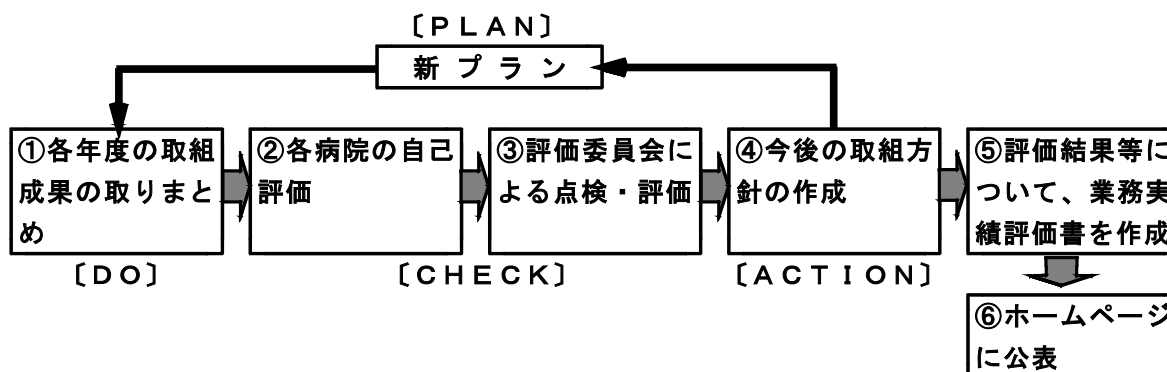 〔ＰＬＡＮ〕
新プラン
①各年度の取組
成果の取りまと
め
②各病院の自己
評価
③評価委員会に
よる点検・評価
④今後の取組方
針の作成
⑤評価結果等に
ついて、業務実
績評価書を作成
〔ＤＯ〕
〔ＣＨＥＣＫ〕
〔ＡＣＴＩＯＮ〕
⑥ホームページ
に公表